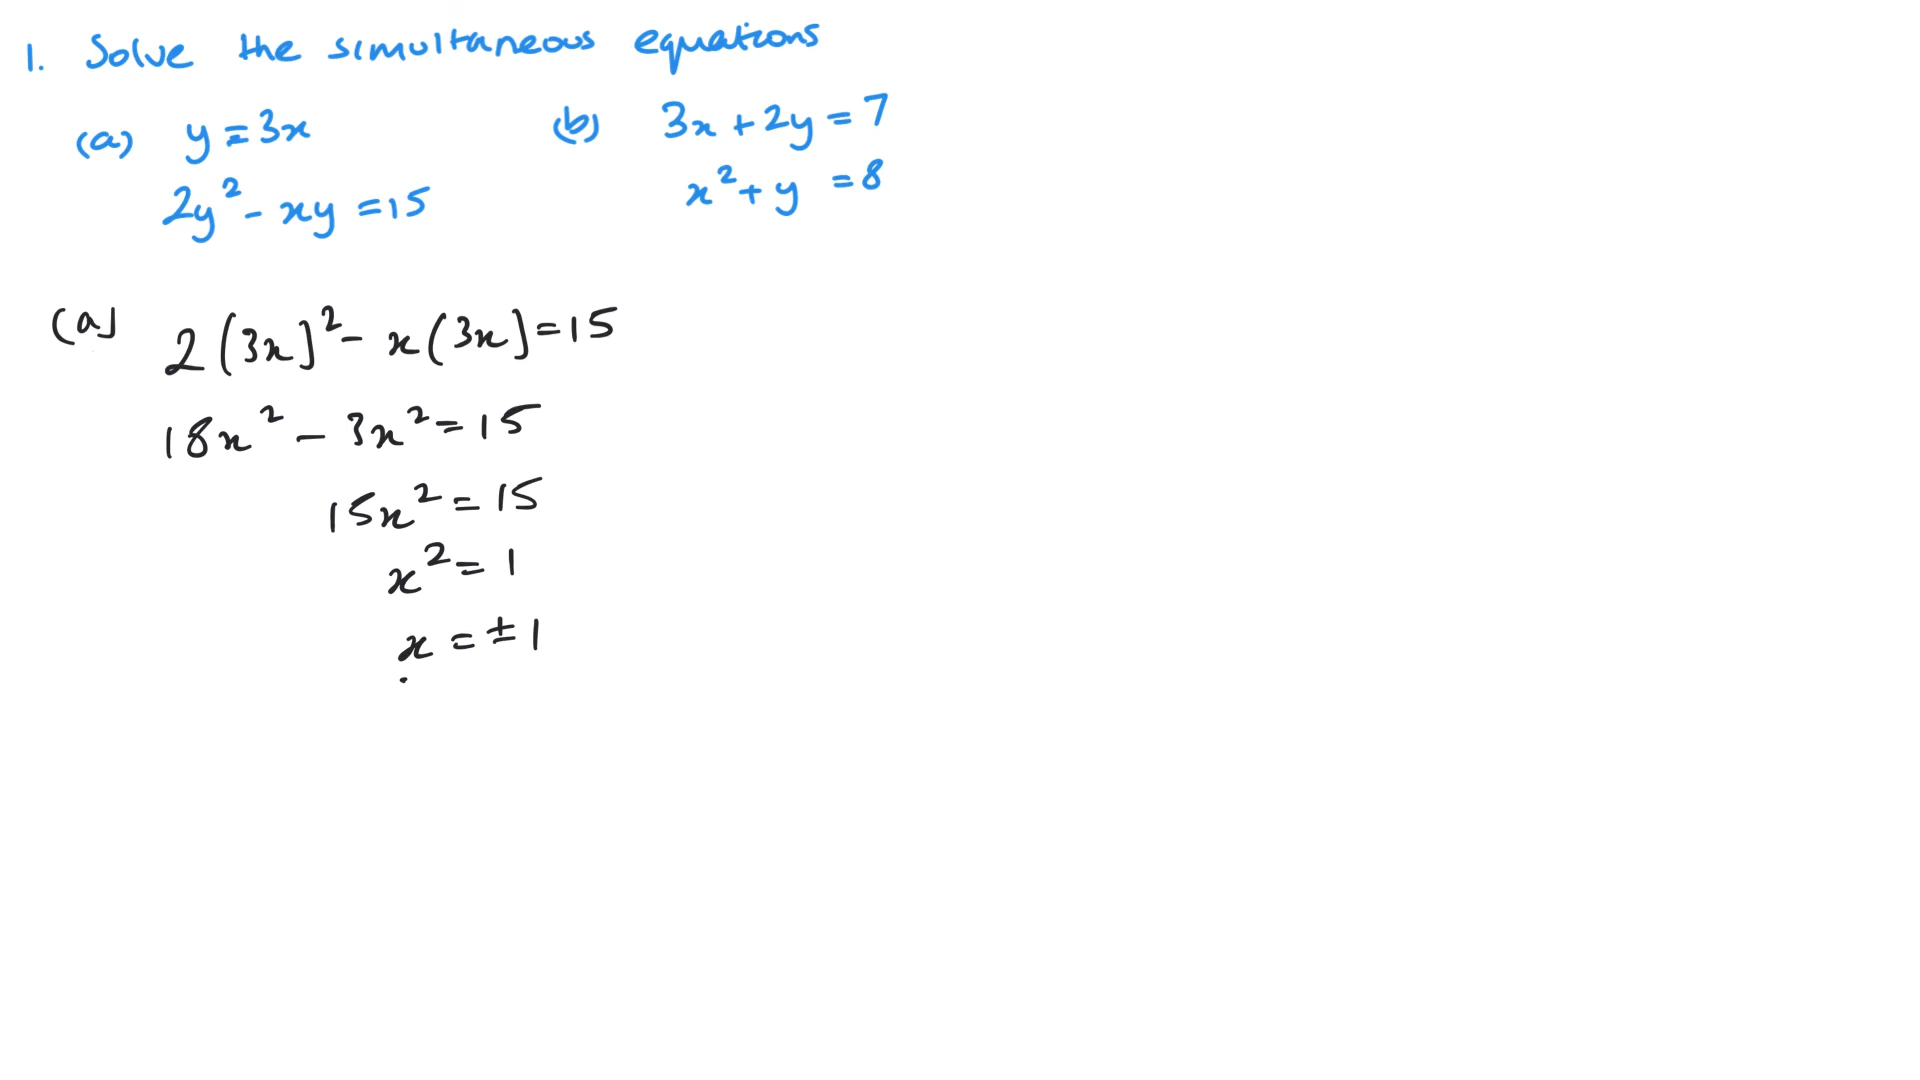 1. Solve the simultaneous equations
(a) y = 3x (b) 3x + 2y = 7
2y² - xy = 15 x² + y = 8
(a) 2(3x)² - x(3x) = 15
18x² - 3x² = 15
15x² = 15
x² = 1
x = ±1